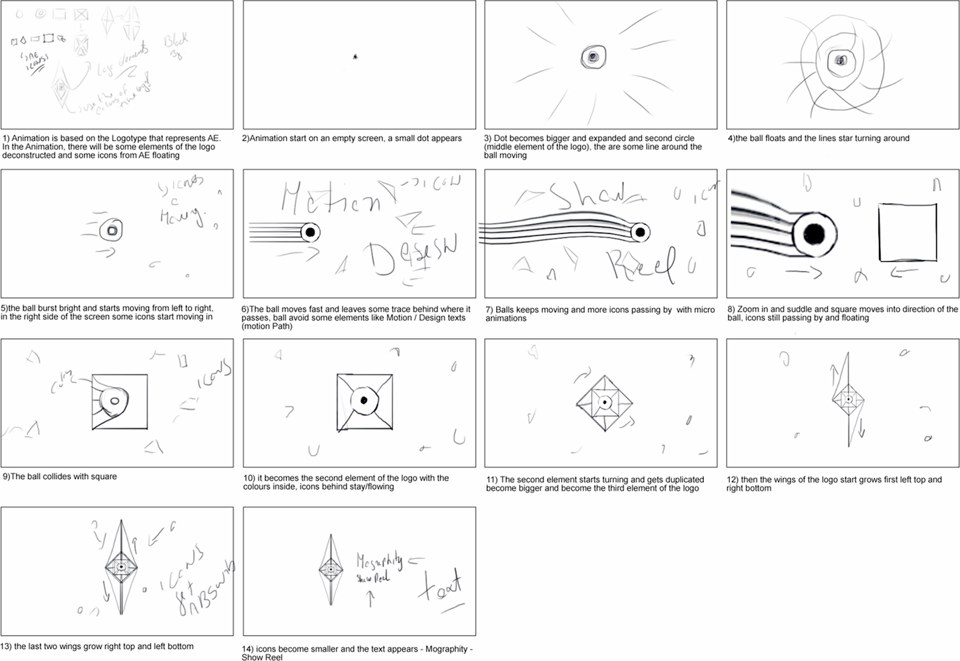 USE
ICONS
Log elements
Black
Bg
1) Animation is based on the Logotype that represents AE.
In the Animation, there will be some elements of the logo
deconstructed and some icons from AE floating
2)Animation start on an empty screen, a small dot appears
3) Dot becomes bigger and expanded and second circle
(middle element of the logo), the are some line around the
ball moving
4)the ball floats and the lines star turning around
ICONS
Moving.
5)the ball burst bright and starts moving from left to right,
in the right side of the screen some icons start moving in
Motion
ICON
Design
6)The ball moves fast and leaves some trace behind where it
passes, ball avoid some elements like Motion / Design texts
(motion Path)
Show
Reel
7) Balls keeps moving and more icons passing by  with micro
animations
8) Zoom in and suddle and square moves into direction of the
ball, icons still passing by and floating
ICONS
9)The ball collides with square
10) it becomes the second element of the logo with the
colours inside, icons behind stay/flowing
11) The second element starts turning and gets duplicated
become bigger and become the third element of the logo
12) then the wings of the logo start grows first left top and
right bottom
ICONS
get
ABSORB
13) the last two wings grow right top and left bottom
Mographity
Show Reel
text
14) icons become smaller and the text appears - Mographity -
Show Reel